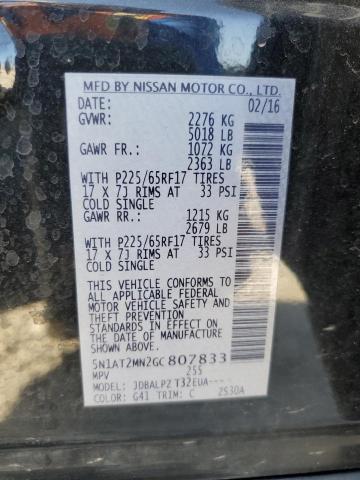 MFD BY NISSAN MOTOR CO., LTD.
DATE: 02/16
GVWR: 2276 KG
5018 LB
GAWR FR.: 1072 KG
2363 LB
WITH P225/65RF17 TIRES
17 X 7J RIMS AT 33 PSI
COLD SINGLE
GAWR RR.: 1215 KG
2679 LB
WITH P225/65RF17 TIRES
17 X 7J RIMS AT 33 PSI
COLD SINGLE
THIS VEHICLE CONFORMS TO
ALL APPLICABLE FEDERAL
MOTOR VEHICLE SAFETY AND
THEFT PREVENTION
STANDARDS IN EFFECT ON
THE DATE OF MANUFACTURE
SHOWN ABOVE.
5N1AT2MN2GC807833
MPV 255
MODEL: JDBALP2 T32EUA----
COLOR: G41 TRIM: C 2530A